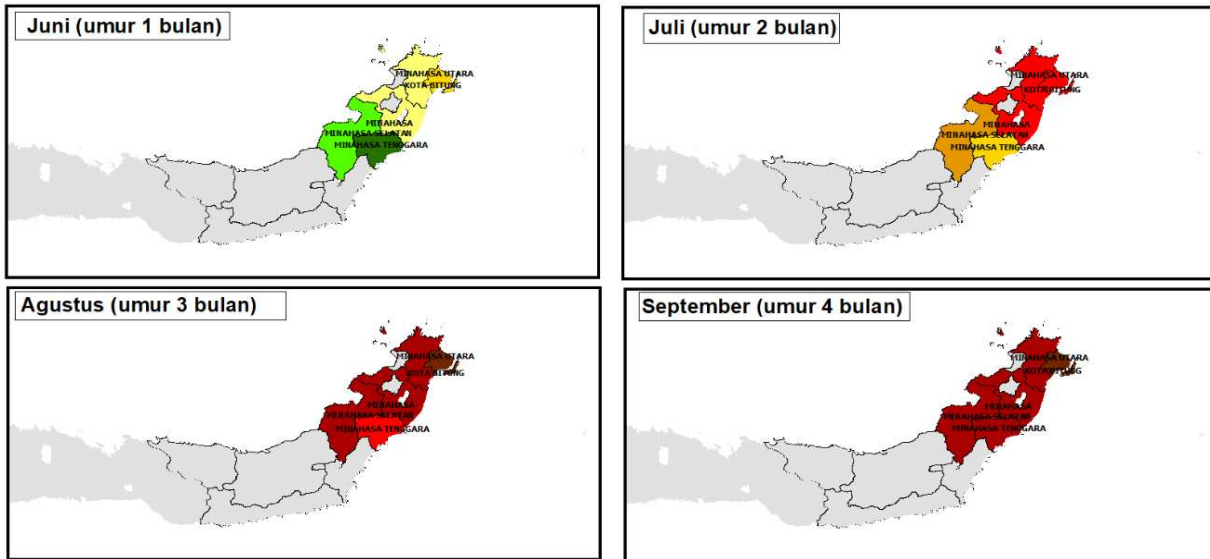 Juni (umur 1 bulan)
MINAHASA UTARA
KOTA BITUNG
MINAHASA
MINAHASA SELATAN
MINAHASA TENGGARA
Juli (umur 2 bulan)
MINAHASA UTARA
KOTA BITUNG
MINAHASA
MINAHASA SELATAN
MINAHASA TENGGARA
Agustus (umur 3 bulan)
MINAHASA UTARA
KOTA BITUNG
MINAHASA
MINAHASA SELATAN
MINAHASA TENGGARA
September (umur 4 bulan)
MINAHASA UTARA
KOTA BITUNG
MINAHASA
MINAHASA SELATAN
MINAHASA TENGGARA